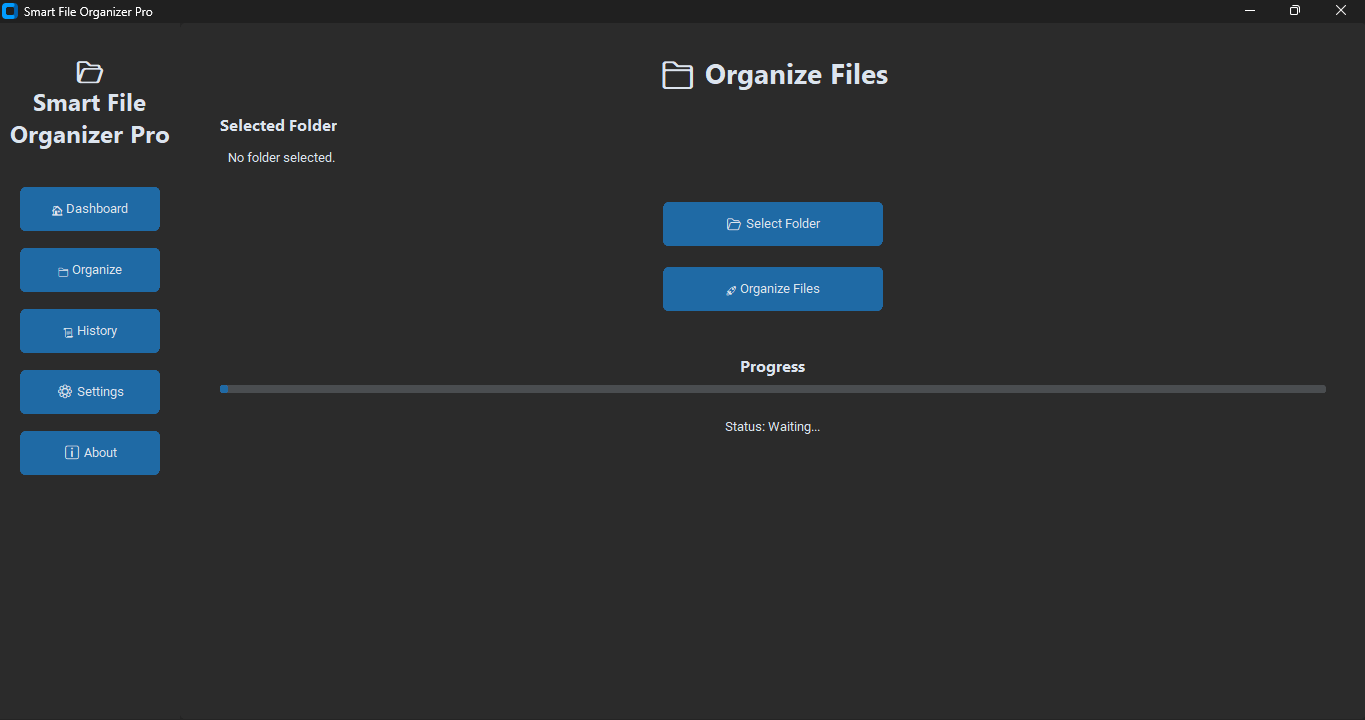 Smart File Organizer Pro
Smart File
Organizer Pro
Dashboard
Organize
History
Settings
About
Organize Files
Selected Folder
No folder selected.
Select Folder
Organize Files
Progress
Status: Waiting...